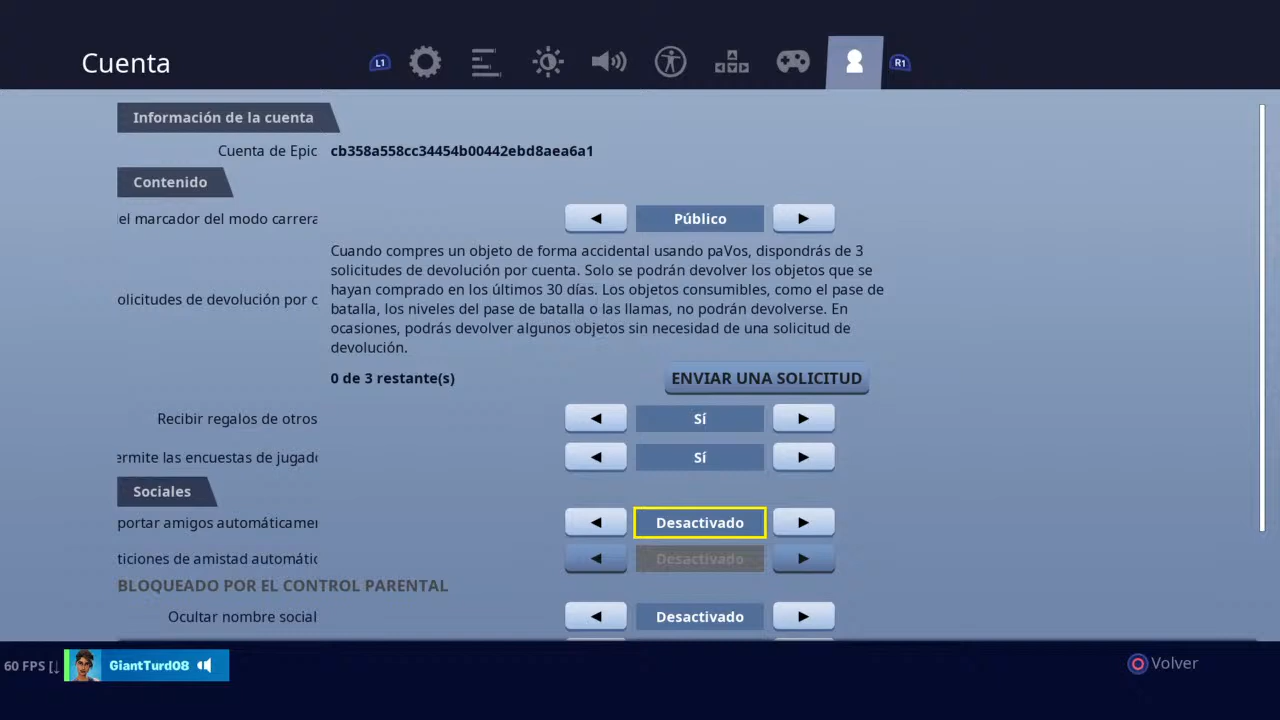 Cuenta
L1
R1
Información de la cuenta
Cuenta de Epic cb358a558cc34454b00442ebd8aea6a1
Contenido
el marcador del modo carrera Público
Cuando compres un objeto de forma accidental usando paVos, dispondrás de 3
solicitudes de devolución por cuenta. Solo se podrán devolver los objetos que se
hayan comprado en los últimos 30 días. Los objetos consumibles, como el pase de
olicitudes de devolución por c
batalla, los niveles del pase de batalla o las llamas, no podrán devolverse. En
ocasiones, podrás devolver algunos objetos sin necesidad de una solicitud de
devolución.
0 de 3 restante(s) ENVIAR UNA SOLICITUD
Recibir regalos de otros Sí
ermite las encuestas de jugado Sí
Sociales
portar amigos automáticamen Desactivado
ticiones de amistad automátic Desactivado
BLOQUEADO POR EL CONTROL PARENTAL
Ocultar nombre social Desactivado
60 FPS [↓ GiantTurd08
Volver